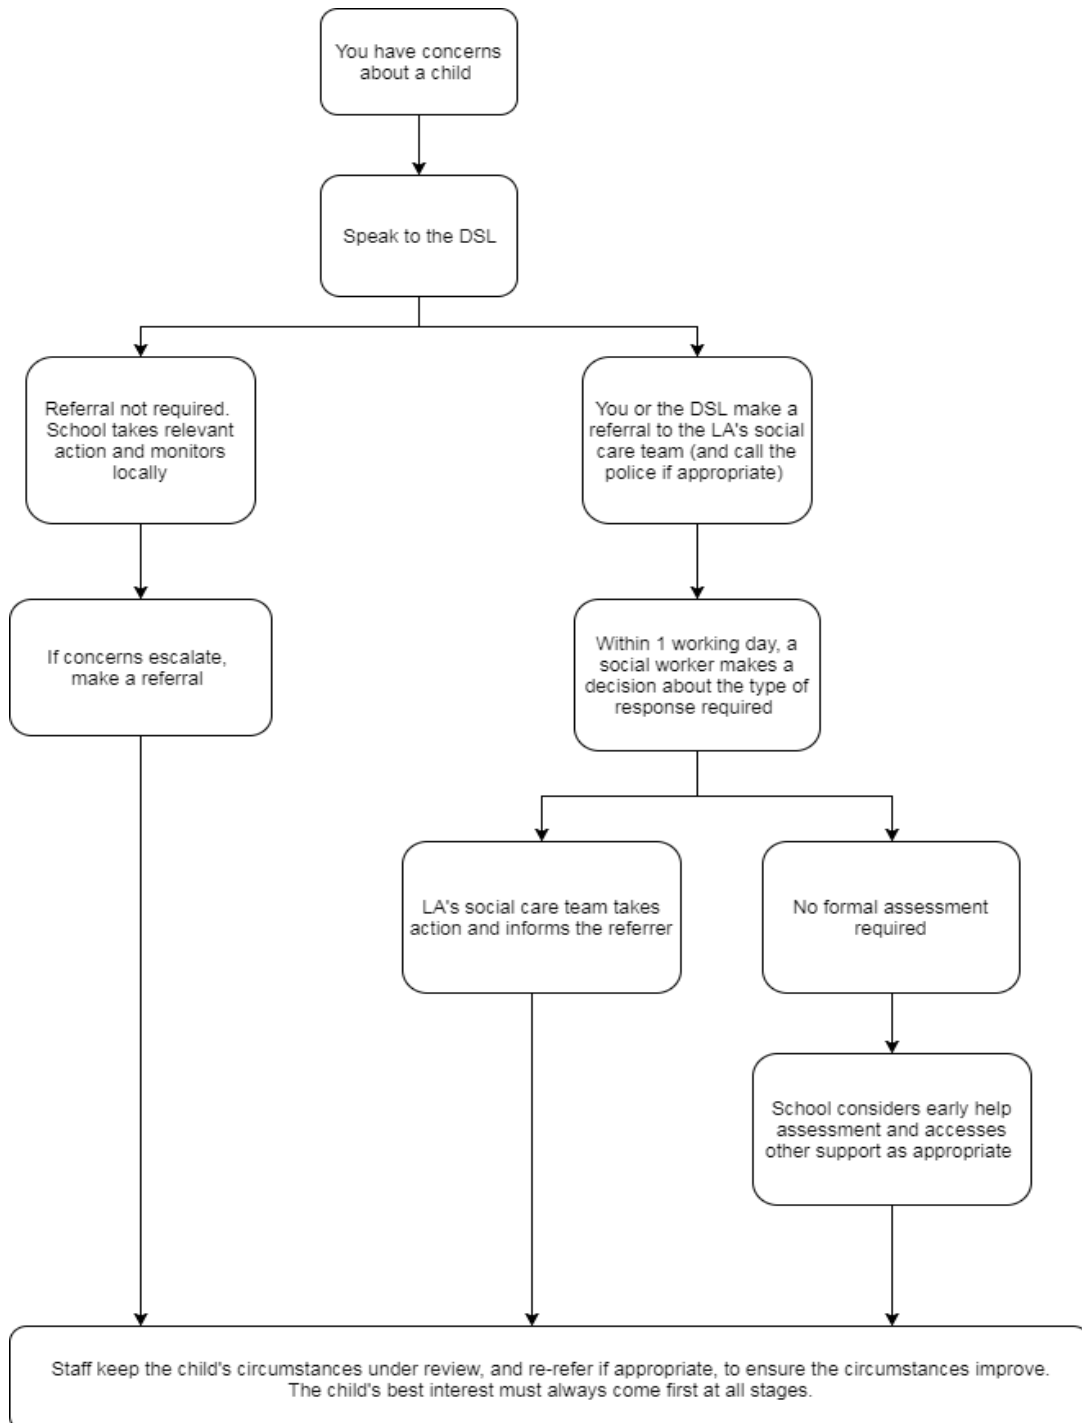 You have concerns
about a child
Speak to the DSL
Referral not required.
School takes relevant
action and monitors
locally
You or the DSL make a
referral to the LA's social
care team (and call the
police if appropriate)
If concerns escalate,
make a referral
Within 1 working day, a
social worker makes a
decision about the type of
response required
LA's social care team takes
action and informs the referrer
No formal assessment
required
School considers early help
assessment and accesses
other support as appropriate
Staff keep the child's circumstances under review, and re-refer if appropriate, to ensure the circumstances improve.
The child's best interest must always come first at all stages.